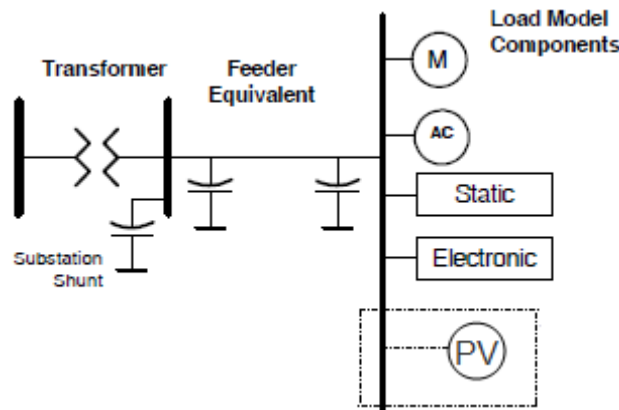 Load Model
Components
Transformer
Feeder
Equivalent
M
AC
Static
Electronic
PV
Substation
Shunt